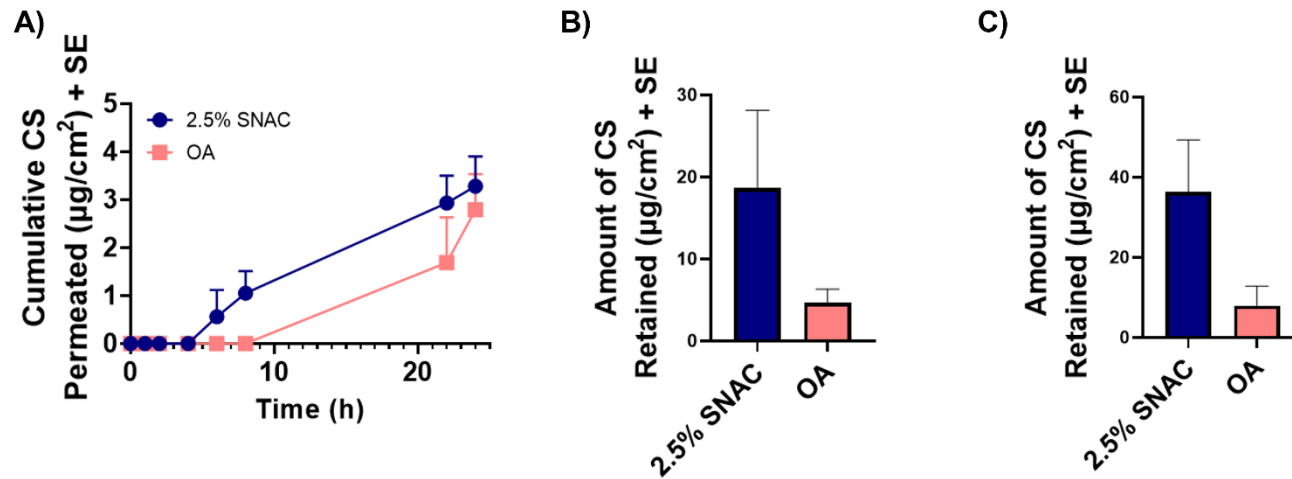 A)
Cumulative CS
Permeated (µg/cm²) + SE
5
4
3
2
1
0
2.5% SNAC
OA
0
10
20
Time (h)
B)
Amount of CS
Retained (µg/cm²) + SE
30
20
10
0
2.5% SNAC
OA
C)
Amount of CS
Retained (µg/cm²) + SE
60
40
20
0
2.5% SNAC
OA